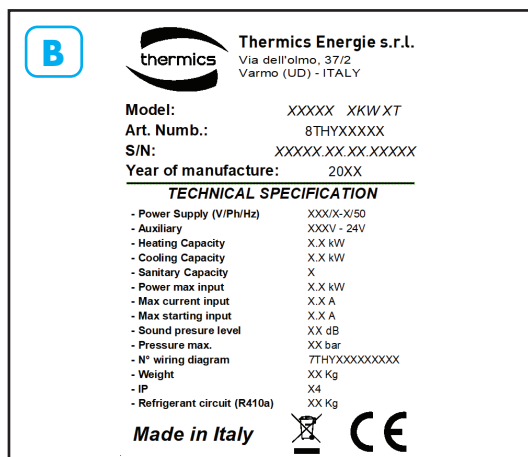 B
thermics
Thermics Energie s.r.l.
Via dell'olmo, 37/2
Varmo (UD) - ITALY
Model: XXXXX XKW XT
Art. Numb.: 8THYXXXXX
S/N: XXXXX.XX.XX.XXXXX
Year of manufacture: 20XX
TECHNICAL SPECIFICATION
- Power Supply (V/Ph/Hz) XXX/X-X/50
- Auxiliary XXXV - 24V
- Heating Capacity X.X kW
- Cooling Capacity X.X kW
- Sanitary Capacity X
- Power max input X.X kW
- Max current input X.X A
- Max starting input X.X A
- Sound presure level XX dB
- Pressure max. XX bar
- N° wiring diagram 7THYXXXXXXXXX
- Weight XX Kg
- IP X4
- Refrigerant circuit (R410a) XX Kg
Made in Italy CE